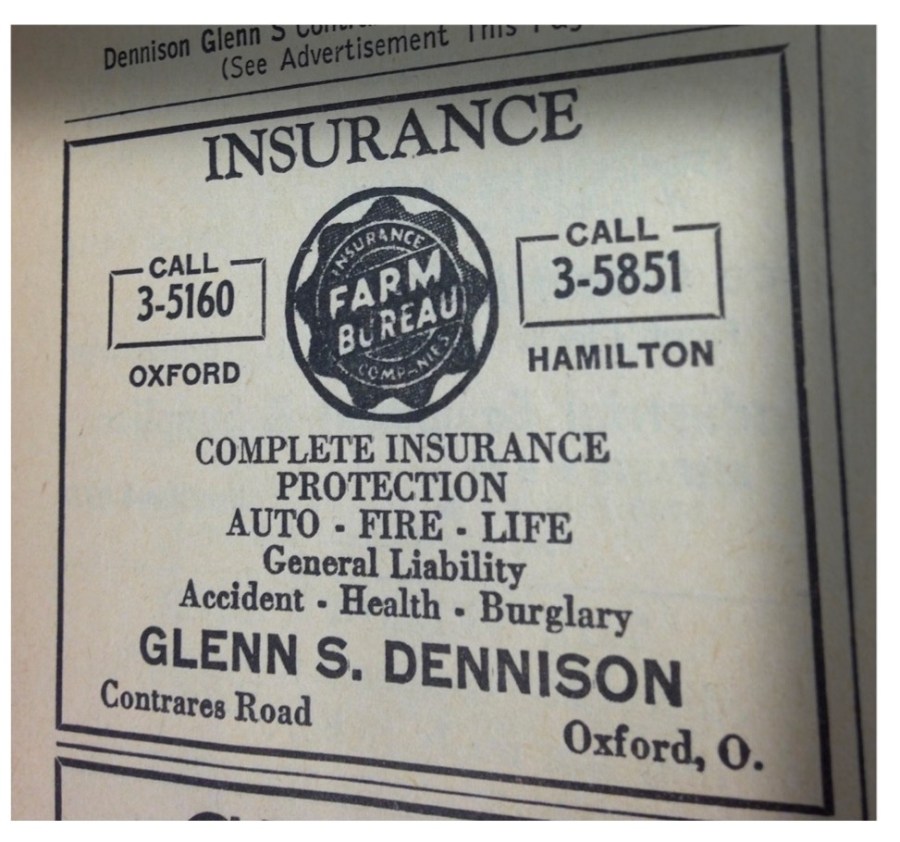 Dennison Glenn S
(See Advertisement This
INSURANCE
CALL
3-5160
OXFORD
INSURANCE
FARM
BUREAU
COMPANIES
CALL
3-5851
HAMILTON
COMPLETE INSURANCE
PROTECTION
AUTO - FIRE - LIFE
General Liability
Accident - Health - Burglary
GLENN S. DENNISON
Contrares Road
Oxford, O.